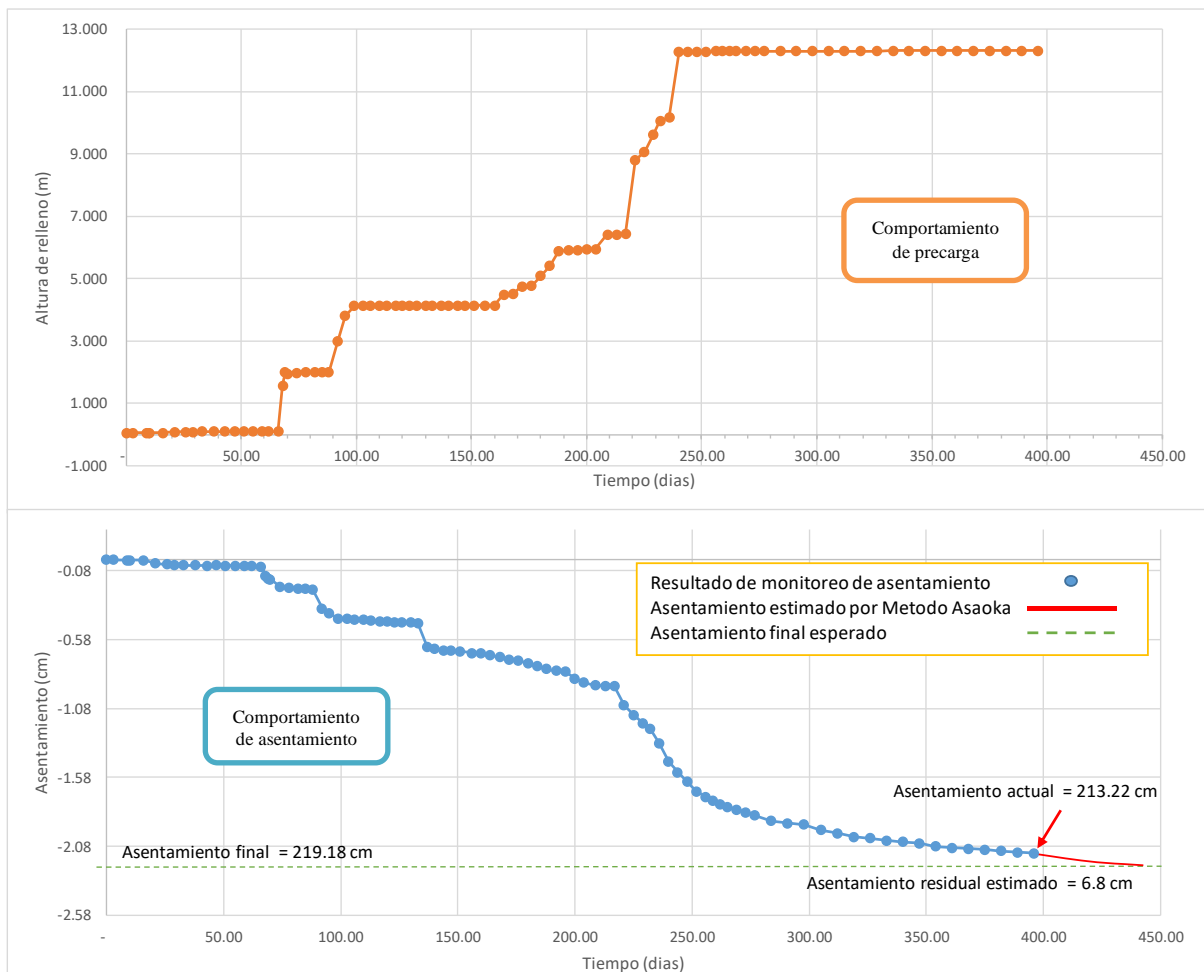 13.000
11.000
9.000
7.000
5.000
3.000
1.000
-1.000
Altura de relleno (m)
-
50.00
100.00
150.00
200.00
250.00
300.00
350.00
400.00
450.00
Tiempo (dias)
Comportamiento
de precarga
-0.08
-0.58
-1.08
-1.58
-2.08
-2.58
Asentamiento (cm)
Resultado de monitoreo de asentamiento
Asentamiento estimado por Metodo Asaoka
Asentamiento final esperado
Comportamiento
de asentamiento
Asentamiento actual = 213.22 cm
Asentamiento final = 219.18 cm
Asentamiento residual estimado = 6.8 cm
-
50.00
100.00
150.00
200.00
250.00
300.00
350.00
400.00
450.00
Tiempo (dias)